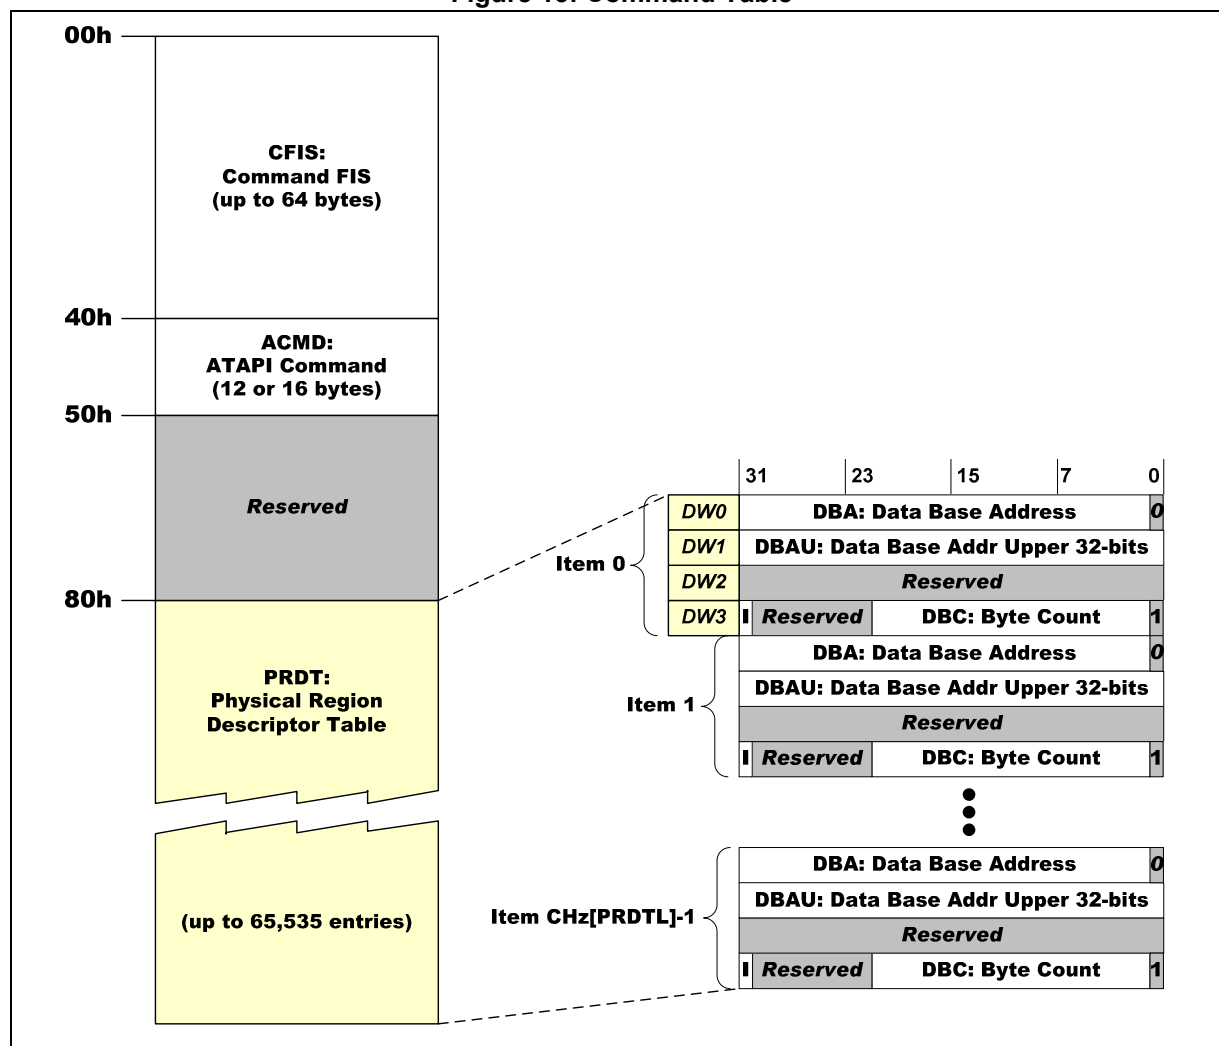 00h
CFIS:
Command FIS
(up to 64 bytes)
40h
ACMD:
ATAPI Command
(12 or 16 bytes)
50h
Reserved
80h
PRDT:
Physical Region
Descriptor Table
(up to 65,535 entries)
31 23 15 7 0
Item 0
DW0 DBA: Data Base Address 0
DW1 DBAU: Data Base Addr Upper 32-bits
DW2 Reserved
DW3 I Reserved DBC: Byte Count 1
Item 1
DBA: Data Base Address 0
DBAU: Data Base Addr Upper 32-bits
Reserved
I Reserved DBC: Byte Count 1
Item CHz[PRDTL]-1
DBA: Data Base Address 0
DBAU: Data Base Addr Upper 32-bits
Reserved
I Reserved DBC: Byte Count 1